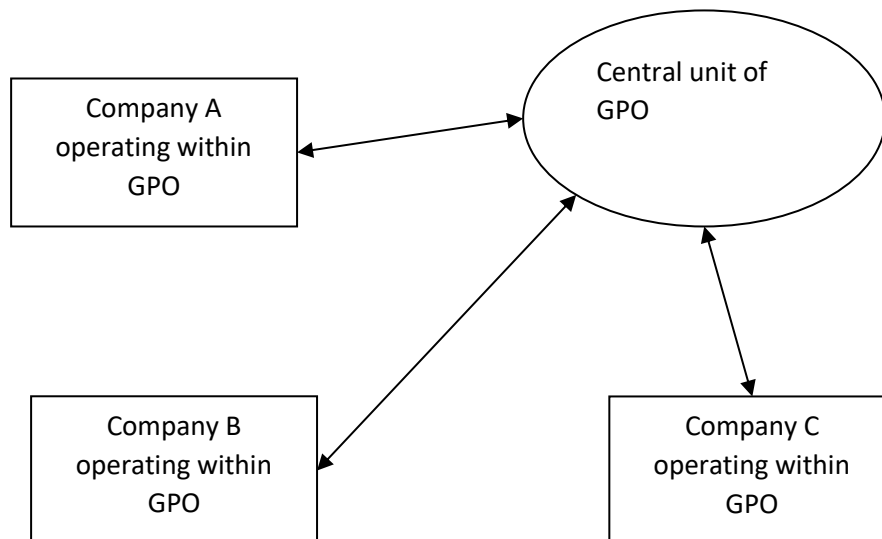 Central unit of
GPO
Company A
operating within
GPO
Company B
operating within
GPO
Company C
operating within
GPO